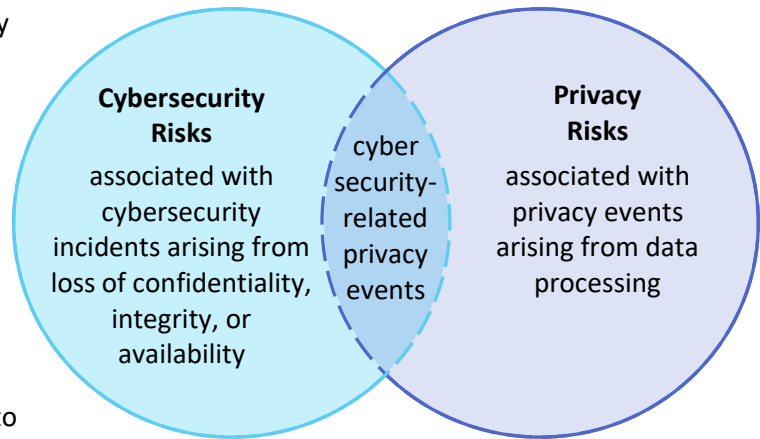 y
Cybersecurity
Risks
associated with
cybersecurity
incidents arising from
loss of confidentiality,
integrity, or
availability
cyber
security-
related
privacy
events
Privacy
Risks
associated with
privacy events
arising from data
processing
to